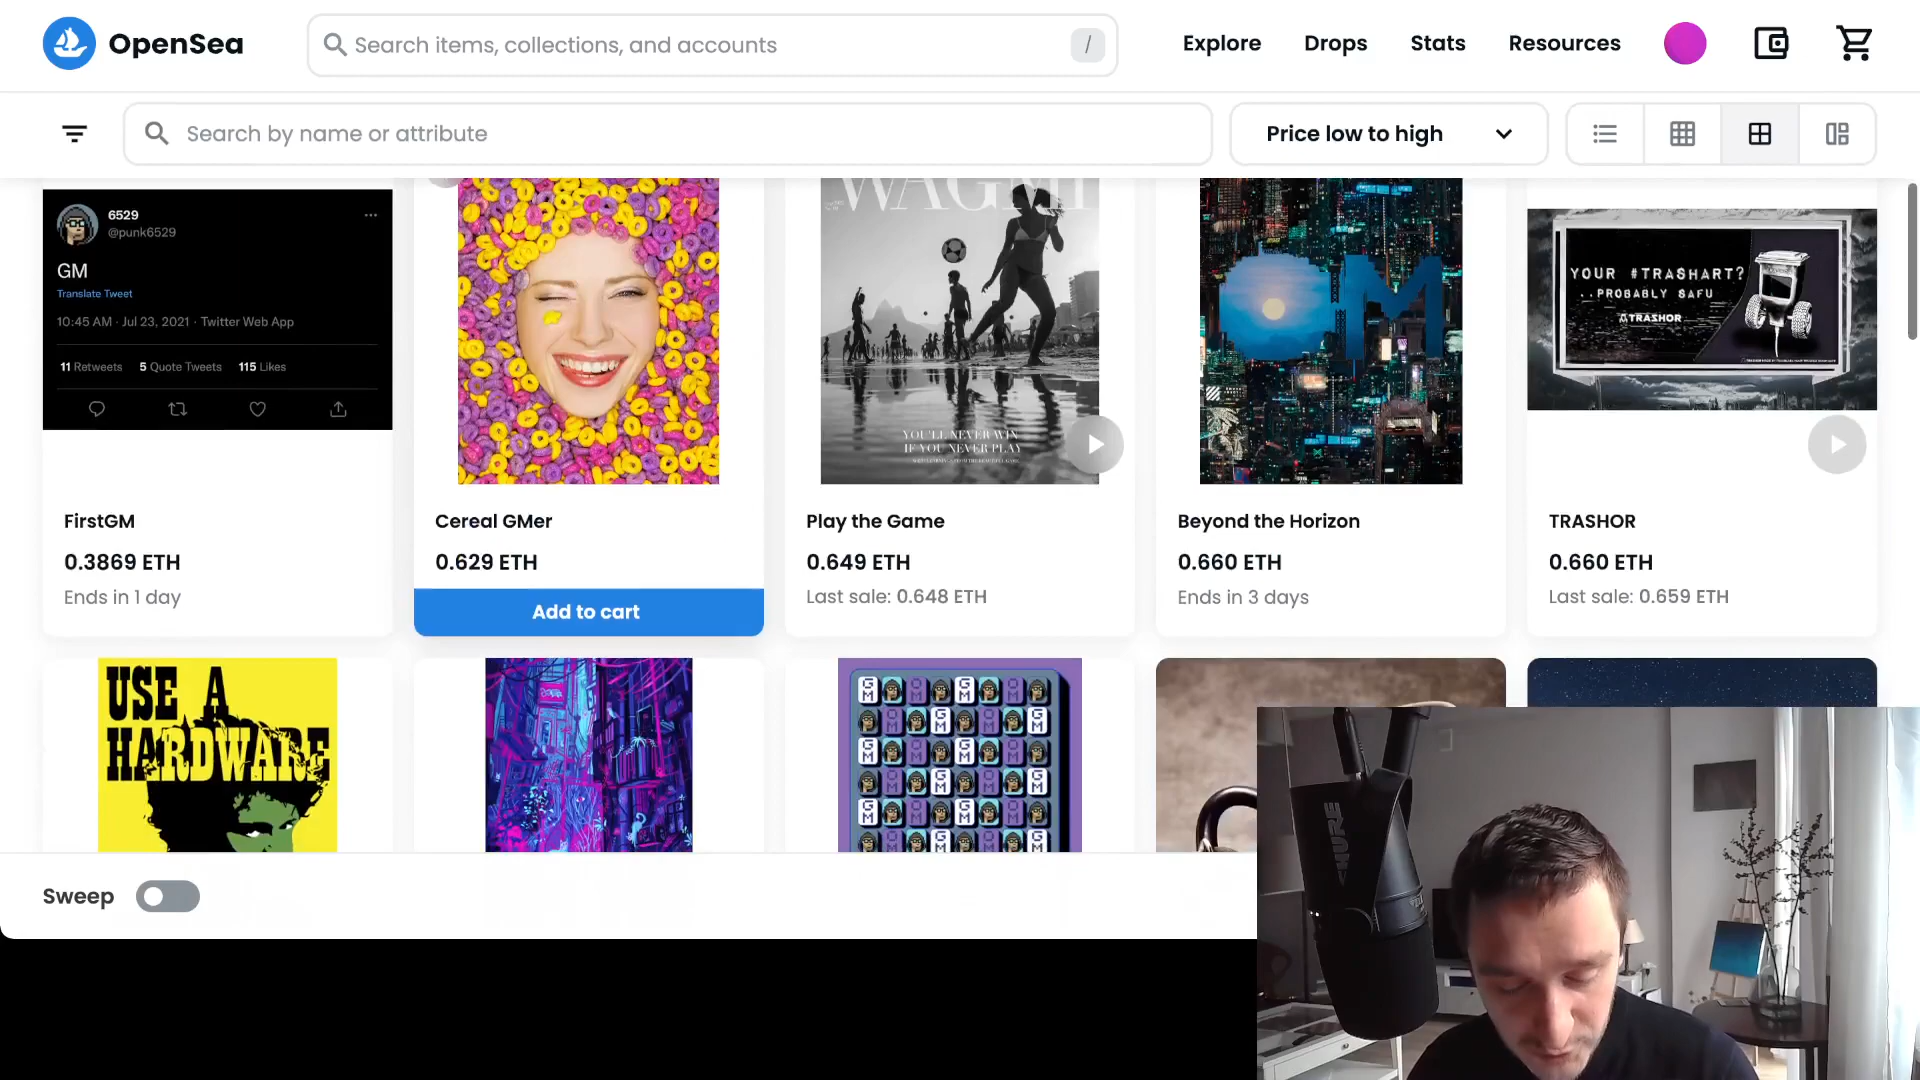 OpenSea
Search items, collections, and accounts
/
Explore
Drops
Stats
Resources
Search by name or attribute
Price low to high
6529
@punk6529
GM
Translate Tweet
10:45 AM · Jul 23, 2021 · Twitter Web App
11 Retweets 5 Quote Tweets 115 Likes
WAGMI
YOU'LL NEVER WIN
IF YOU NEVER PLAY
GM
YOUR #TRASHART?
..PROBABLY SAFU
TRASHOR
FirstGM
0.3869 ETH
Ends in 1 day
Cereal GMer
0.629 ETH
Add to cart
Play the Game
0.649 ETH
Last sale: 0.648 ETH
Beyond the Horizon
0.660 ETH
Ends in 3 days
TRASHOR
0.660 ETH
Last sale: 0.659 ETH
USE A
HARDWARE
Sweep
SHURE